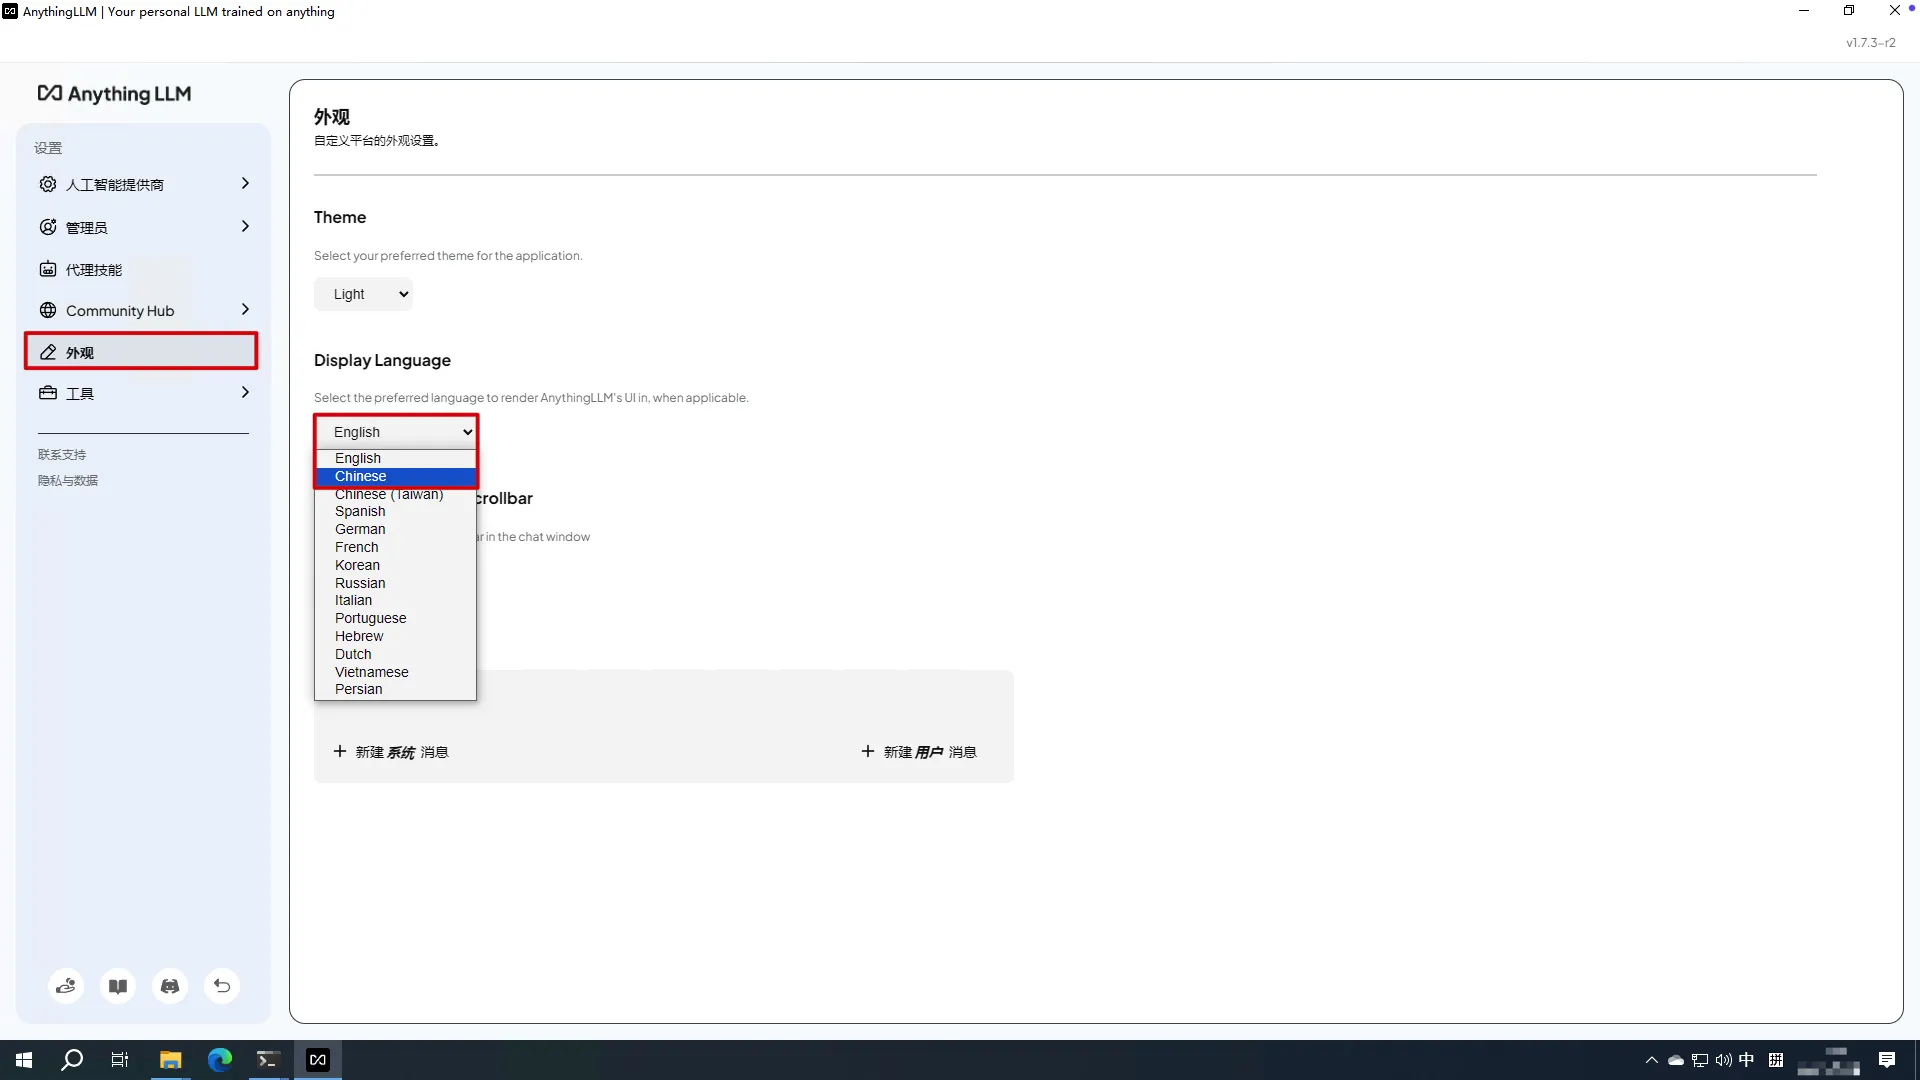 AnythingLLM | Your personal LLM trained on anything
v1.7.3-r2
Anything LLM
设置
人工智能提供商
管理员
代理技能
Community Hub
外观
工具
联系支持
隐私与数据
外观
自定义平台的外观设置。
Theme
Select your preferred theme for the application.
Light
Display Language
Select the preferred language to render AnythingLLM's UI in, when applicable.
English
English
Chinese
Chinese (Taiwan)
crollbar
Spanish
German
ar in the chat window
French
Korean
Russian
Italian
Portuguese
Hebrew
Dutch
Vietnamese
Persian
新建 系统 消息
新建 用户 消息
中
拼